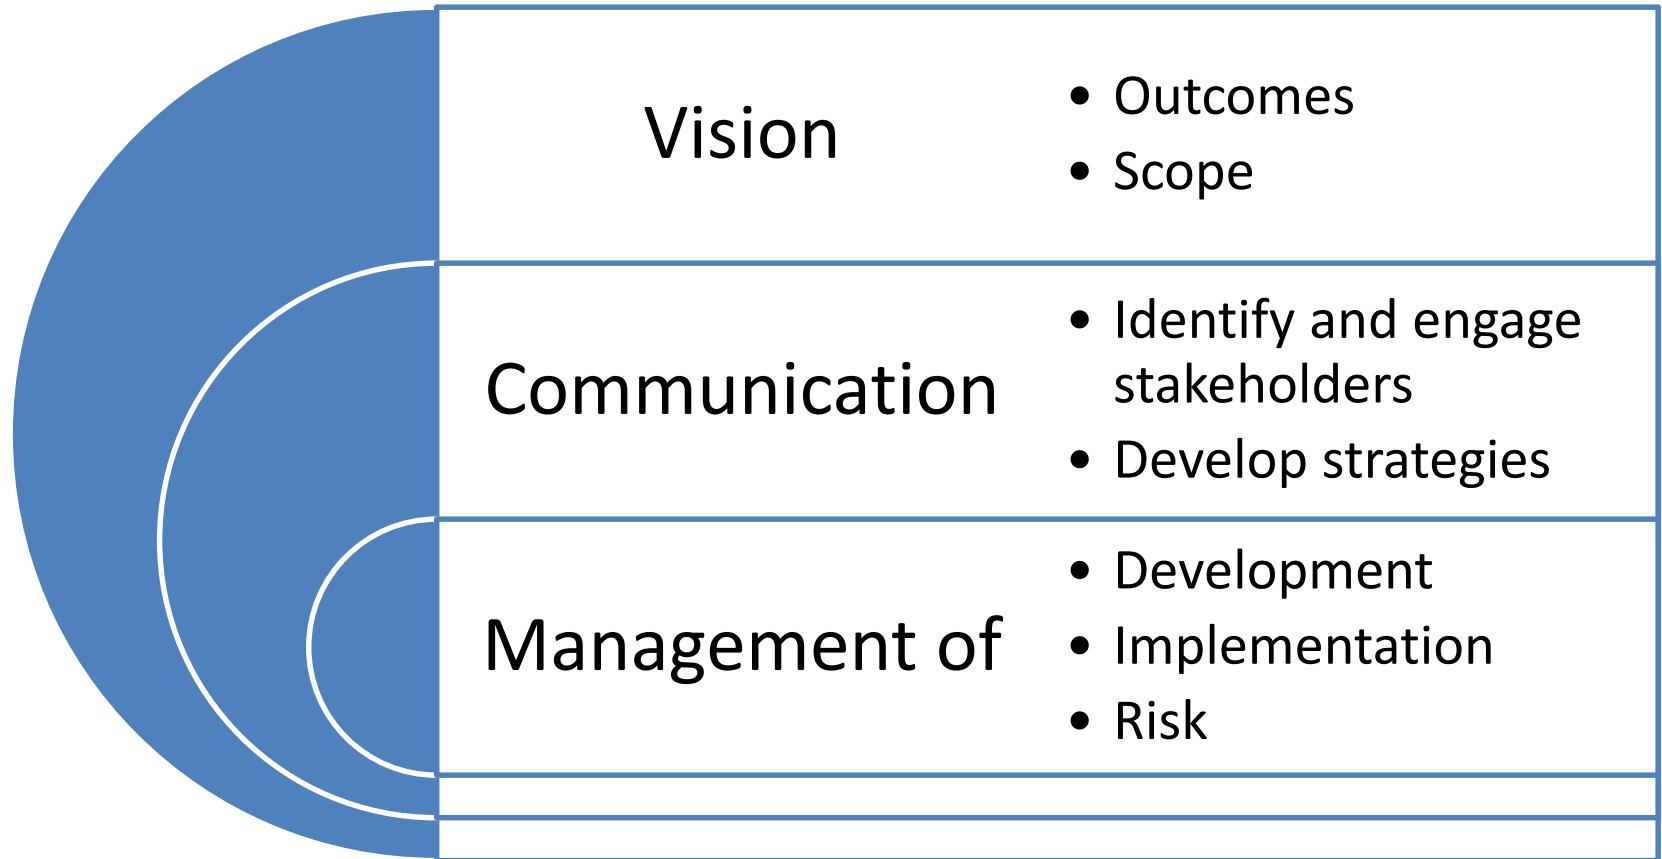 Vision
• Outcomes
• Scope
Communication
• Identify and engage
stakeholders
• Develop strategies
Management of
• Development
• Implementation
• Risk